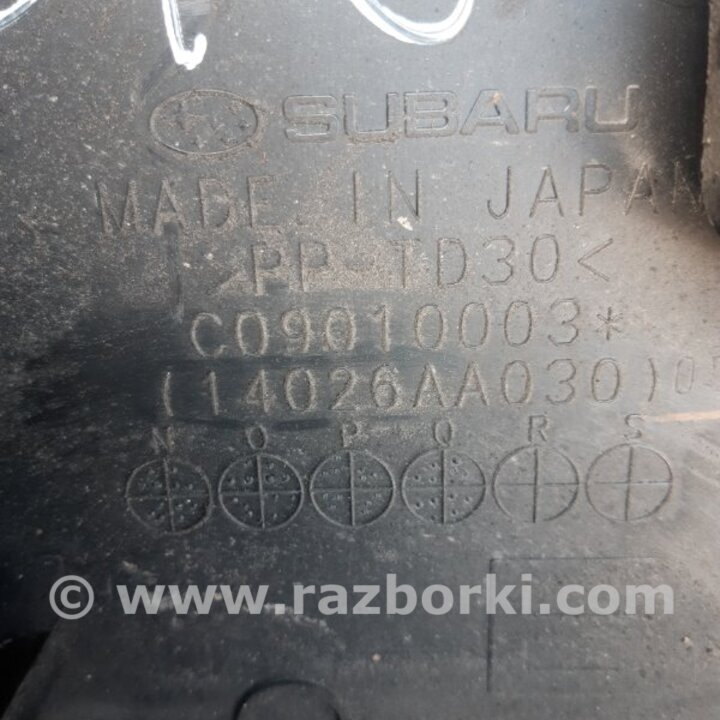 SUBARU
MADE IN JAPAN
>PP-TD30<
C09010003*
(14026AA030)
N O P Q R S
© www.razborki.com